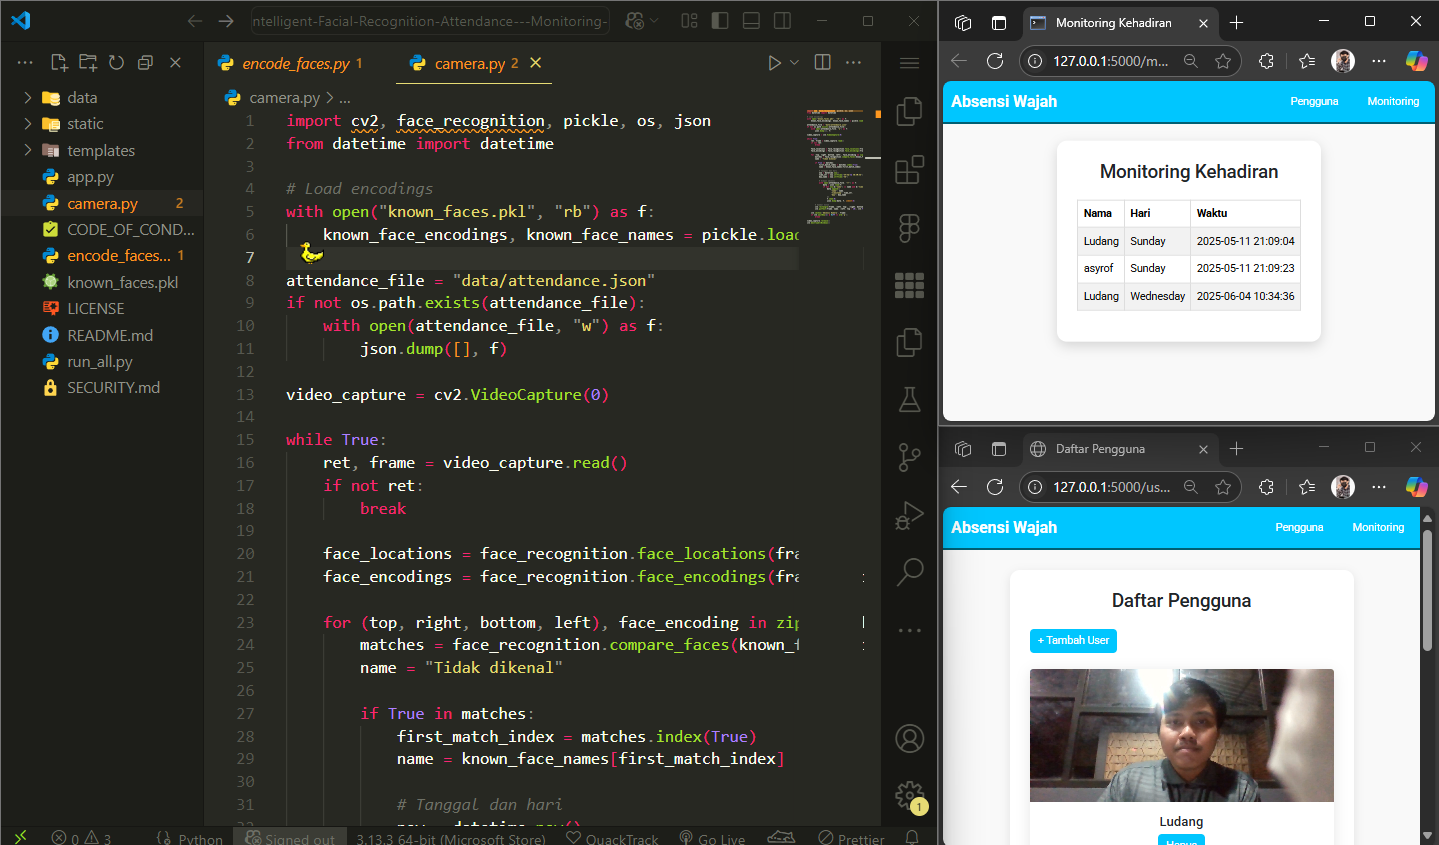 ntelligent-Facial-Recognition-Attendance---Monitoring-
data
static
templates
app.py
camera.py 2
CODE_OF_COND...
encode_faces... 1
known_faces.pkl
LICENSE
README.md
run_all.py
SECURITY.md
encode_faces.py 1
camera.py 2
camera.py > ...
1 import cv2, face_recognition, pickle, os, json
2 from datetime import datetime
3
4 # Load encodings
5 with open("known_faces.pkl", "rb") as f:
6 known_face_encodings, known_face_names = pickle.load
7
8 attendance_file = "data/attendance.json"
9 if not os.path.exists(attendance_file):
10 with open(attendance_file, "w") as f:
11 json.dump([], f)
12
13 video_capture = cv2.VideoCapture(0)
14
15 while True:
16 ret, frame = video_capture.read()
17 if not ret:
18 break
19
20 face_locations = face_recognition.face_locations(fra
21 face_encodings = face_recognition.face_encodings(fra
22
23 for (top, right, bottom, left), face_encoding in zip
24 matches = face_recognition.compare_faces(known_f
25 name = "Tidak dikenal"
26
27 if True in matches:
28 first_match_index = matches.index(True)
29 name = known_face_names[first_match_index]
30
31 # Tanggal dan hari
1
0 3 {} Python Signed out 3.13.3 64-bit (Microsoft Store) QuackTrack Go Live Prettier
Monitoring Kehadiran
127.0.0.1:5000/m...
Absensi Wajah Pengguna Monitoring
Monitoring Kehadiran
Nama Hari Waktu
Ludang Sunday 2025-05-11 21:09:04
asyrof Sunday 2025-05-11 21:09:23
Ludang Wednesday 2025-06-04 10:34:36
Daftar Pengguna
127.0.0.1:5000/us...
Absensi Wajah Pengguna Monitoring
Daftar Pengguna
+ Tambah User
Ludang